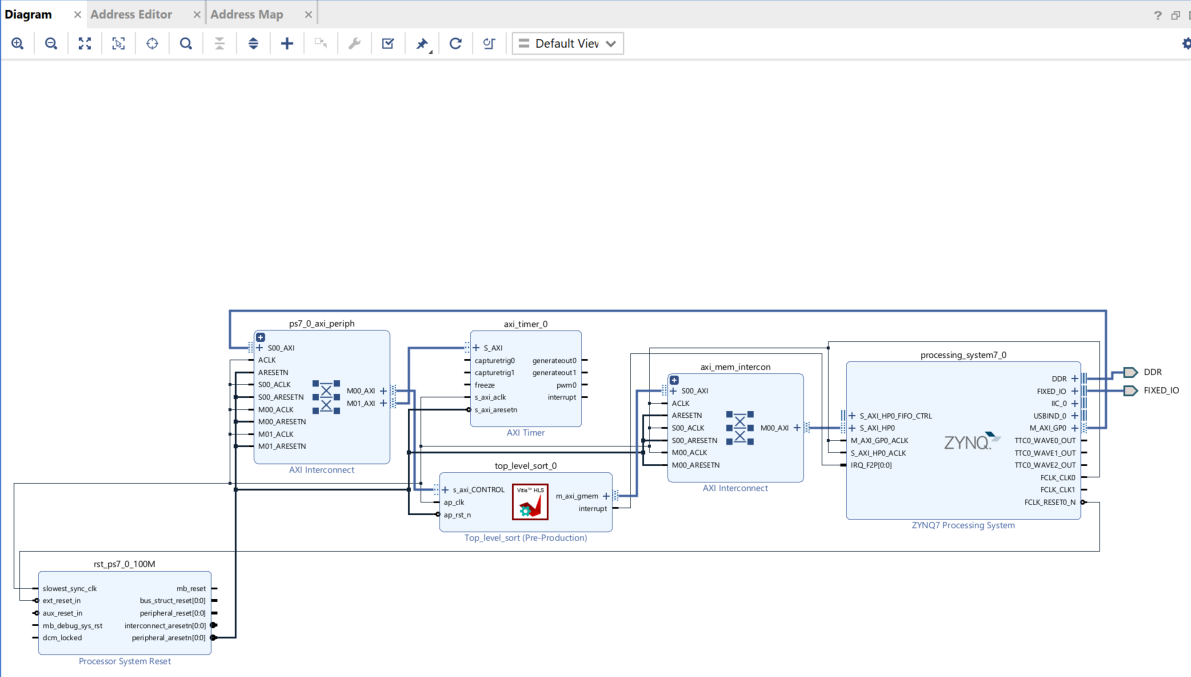 Diagram
Address Editor
Address Map
?
Default View
ps7_0_axi_periph
S00_AXI
ACLK
ARESETN
S00_ACLK
S00_ARESETN
M00_ACLK
M00_ARESETN
M01_ACLK
M01_ARESETN
M00_AXI
M01_AXI
AXI Interconnect
axi_timer_0
S_AXI
capturetrig0
capturetrig1
freeze
s_axi_aclk
s_axi_aresetn
generateout0
generateout1
pwm0
interrupt
AXI Timer
top_level_sort_0
s_axi_CONTROL
ap_clk
ap_rst_n
Vitis™ HLS
m_axi_gmem
interrupt
Top_level_sort (Pre-Production)
axi_mem_intercon
S00_AXI
ACLK
ARESETN
S00_ACLK
S00_ARESETN
M00_ACLK
M00_ARESETN
M00_AXI
AXI Interconnect
processing_system7_0
S_AXI_HP0_FIFO_CTRL
S_AXI_HP0
M_AXI_GP0_ACLK
S_AXI_HP0_ACLK
IRQ_F2P[0:0]
ZYNQ
DDR
FIXED_IO
IIC_0
USBIND_0
M_AXI_GP0
TTC0_WAVE0_OUT
TTC0_WAVE1_OUT
TTC0_WAVE2_OUT
FCLK_CLK0
FCLK_CLK1
FCLK_RESET0_N
ZYNQ7 Processing System
DDR
FIXED_IO
rst_ps7_0_100M
slowest_sync_clk
ext_reset_in
aux_reset_in
mb_debug_sys_rst
dcm_locked
mb_reset
bus_struct_reset[0:0]
peripheral_reset[0:0]
interconnect_aresetn[0:0]
peripheral_aresetn[0:0]
Processor System Reset